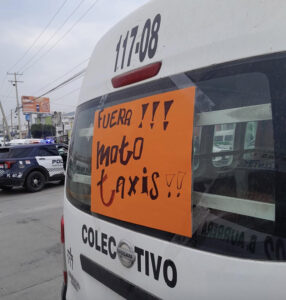 117-08
FUERA !!!
Moto
taxis !!
COLECTIVO